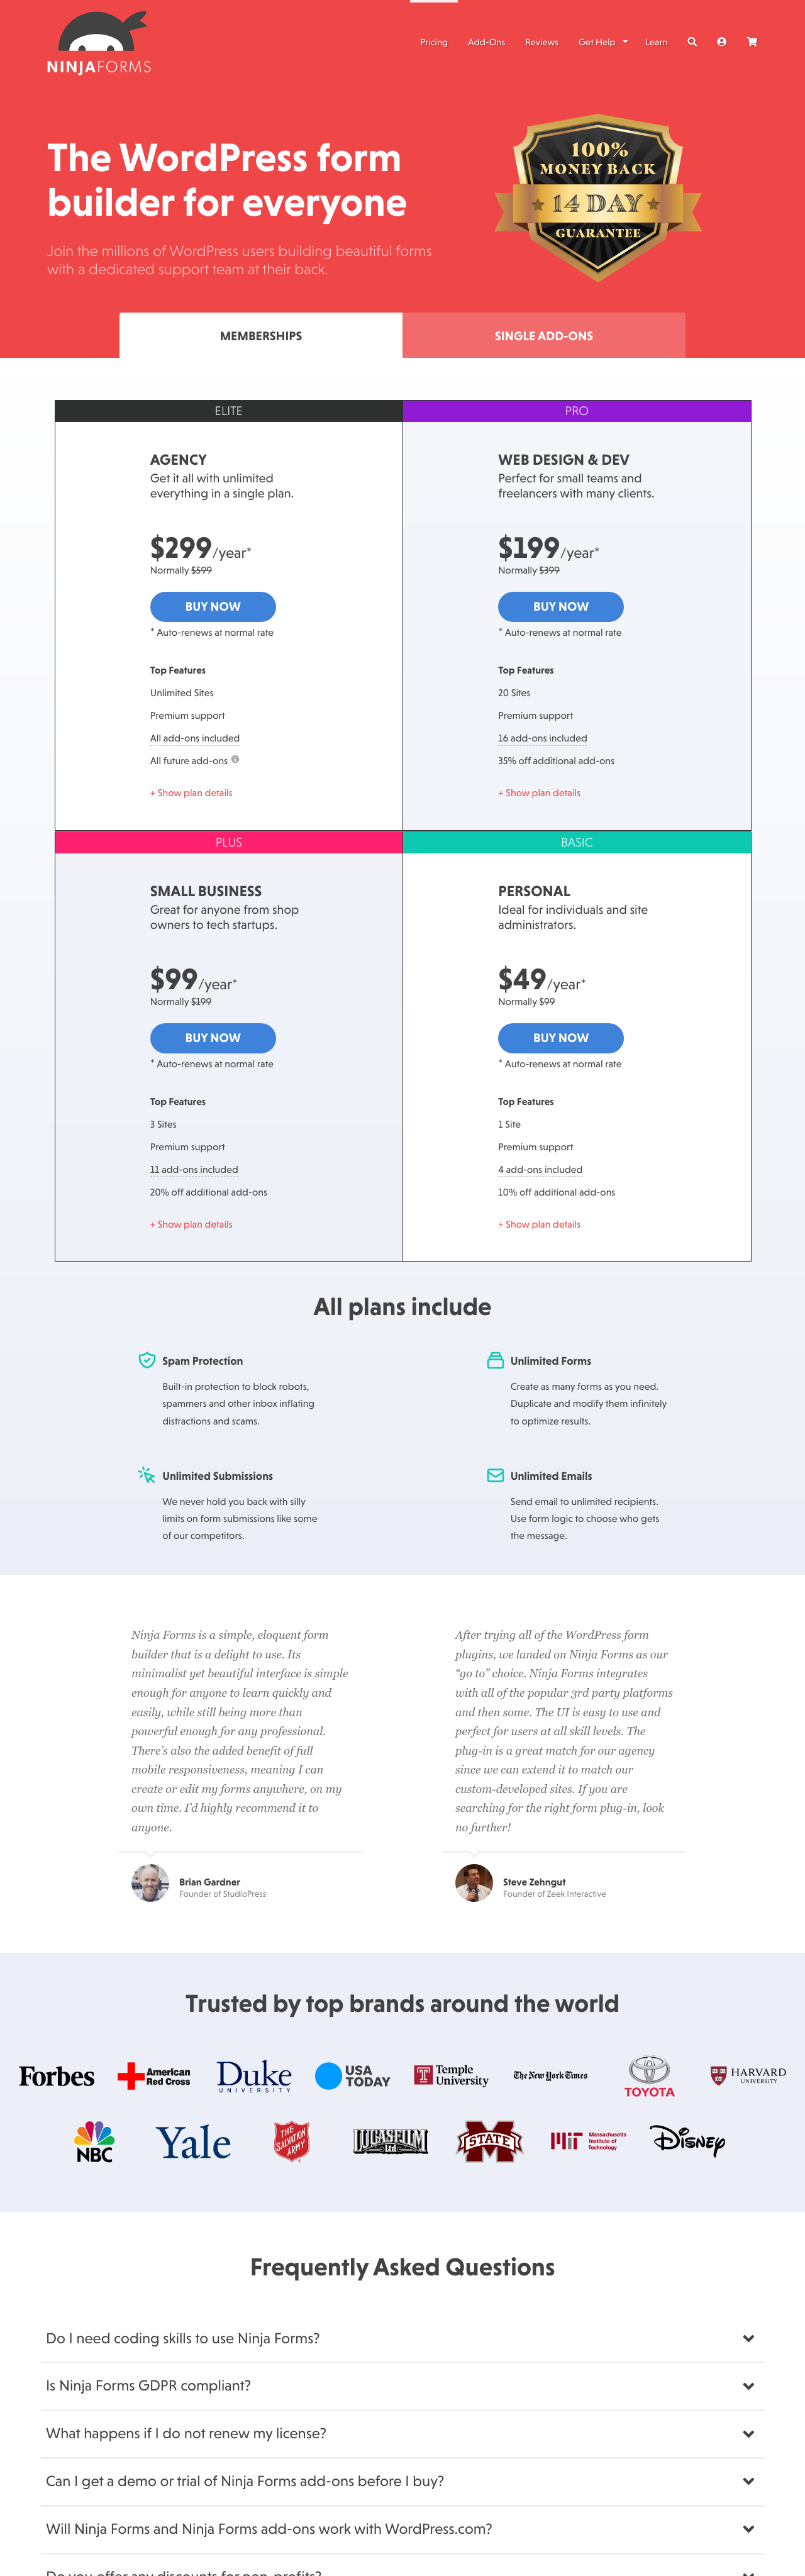 NINJAFORMS
Pricing
Add-Ons
Reviews
Get Help
Learn
The WordPress form
builder for everyone
Join the millions of WordPress users building beautiful forms
with a dedicated support team at their back.
100%
MONEY BACK
14 DAY
GUARANTEE
MEMBERSHIPS
SINGLE ADD-ONS
ELITE
AGENCY
Get it all with unlimited
everything in a single plan.
$299/year*
Normally $599
BUY NOW
* Auto-renews at normal rate
Top Features
Unlimited Sites
Premium support
All add-ons included
All future add-ons
+ Show plan details
PRO
WEB DESIGN & DEV
Perfect for small teams and
freelancers with many clients.
$199/year*
Normally $399
BUY NOW
* Auto-renews at normal rate
Top Features
20 Sites
Premium support
16 add-ons included
35% off additional add-ons
+ Show plan details
PLUS
SMALL BUSINESS
Great for anyone from shop
owners to tech startups.
$99/year*
Normally $199
BUY NOW
* Auto-renews at normal rate
Top Features
3 Sites
Premium support
11 add-ons included
20% off additional add-ons
+ Show plan details
BASIC
PERSONAL
Ideal for individuals and site
administrators.
$49/year*
Normally $99
BUY NOW
* Auto-renews at normal rate
Top Features
1 Site
Premium support
4 add-ons included
10% off additional add-ons
+ Show plan details
All plans include
Spam Protection
Built-in protection to block robots,
spammers and other inbox inflating
distractions and scams.
Unlimited Forms
Create as many forms as you need.
Duplicate and modify them infinitely
to optimize results.
Unlimited Submissions
We never hold you back with silly
limits on form submissions like some
of our competitors.
Unlimited Emails
Send email to unlimited recipients.
Use form logic to choose who gets
the message.
Ninja Forms is a simple, eloquent form
builder that is a delight to use. Its
minimalist yet beautiful interface is simple
enough for anyone to learn quickly and
easily, while still being more than
powerful enough for any professional.
There's also the added benefit of full
mobile responsiveness, meaning I can
create or edit my forms anywhere, on my
own time. I'd highly recommend it to
anyone.
Brian Gardner
Founder of StudioPress
After trying all of the WordPress form
plugins, we landed on Ninja Forms as our
“go to” choice. Ninja Forms integrates
with all of the popular 3rd party platforms
and then some. The UI is easy to use and
perfect for users at all skill levels. The
plug-in is a great match for our agency
since we can extend it to match our
custom-developed sites. If you are
searching for the right form plug-in, look
no further!
Steve Zehngut
Founder of Zeek Interactive
Trusted by top brands around the world
Forbes
American
Red Cross
Duke
UNIVERSITY
USA
TODAY
Temple
University
The New York Times
TOYOTA
HARVARD
UNIVERSITY
NBC
Yale
THE
SALVATION
ARMY
LUCASFILM
Ltd.
STATE
MIT
Massachusetts
Institute of
Technology
Disney
Frequently Asked Questions
Do I need coding skills to use Ninja Forms?
Is Ninja Forms GDPR compliant?
What happens if I do not renew my license?
Can I get a demo or trial of Ninja Forms add-ons before I buy?
Will Ninja Forms and Ninja Forms add-ons work with WordPress.com?
Do you offer any discounts for non-profits?